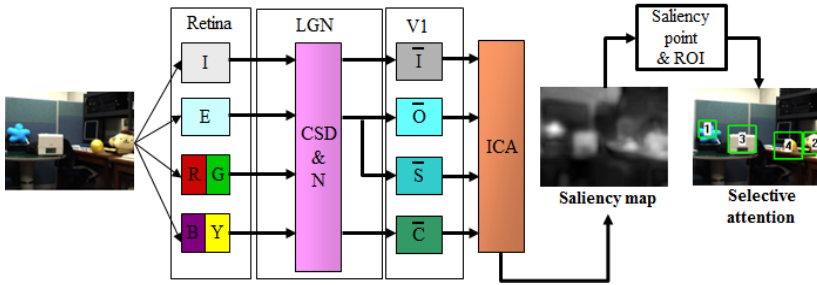 Retina
LGN
V1
I
E
R G
B Y
CSD
&
N
I̅
O̅
S̅
C̅
ICA
Saliency map
Saliency
point
& ROI
1
3
4
2
Selective
attention